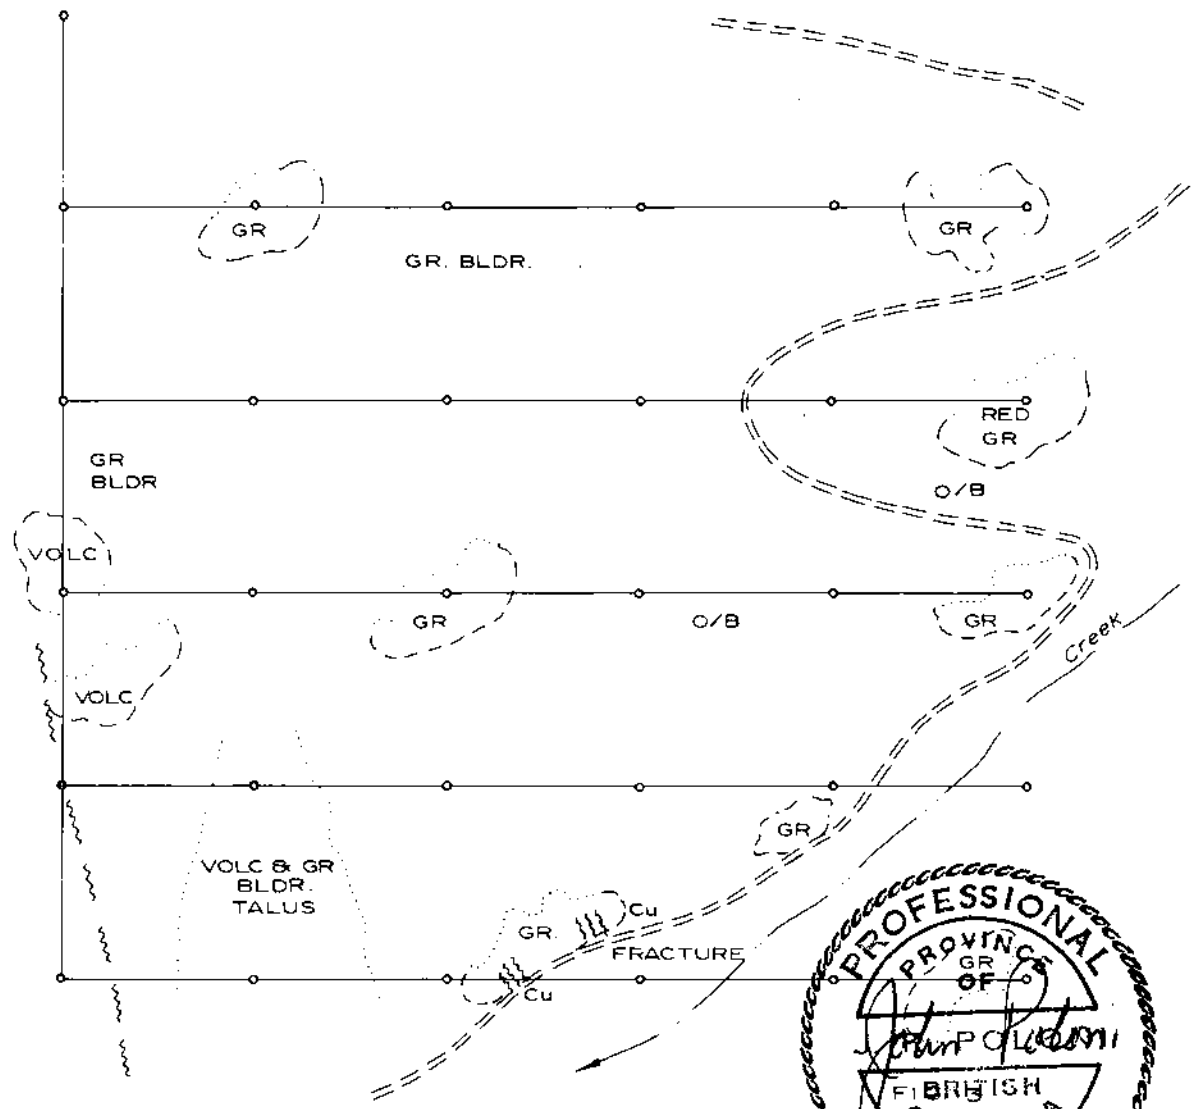 GR
GR
GR. BLDR.
RED
GR
GR
BLDR
O/B
VOLC
GR
O/B
GR
Creek
VOLC
GR
VOLC & GR
BLDR.
TALUS
Cu
GR.
FRACTURE
Cu
PROFESSIONAL
PROVINCE
GR
OF
John
BRITISH